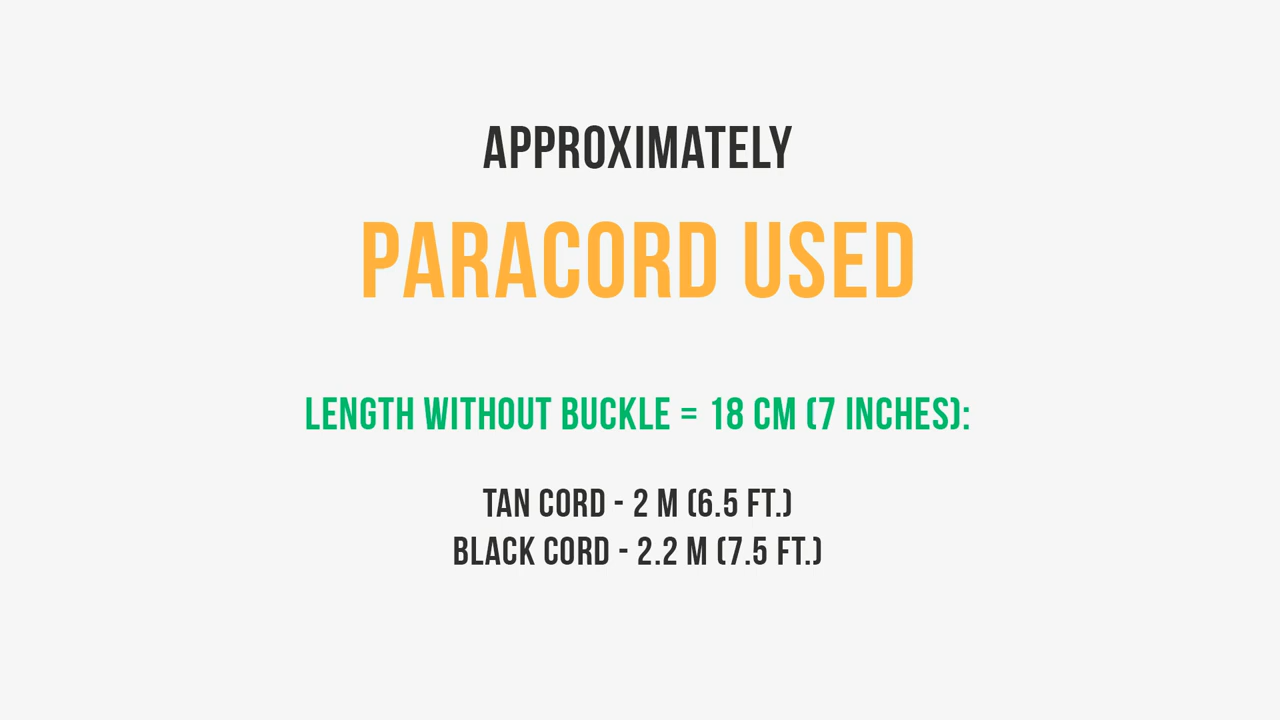 APPROXIMATELY
PARACORD USED
LENGTH WITHOUT BUCKLE = 18 CM (7 INCHES):
TAN CORD - 2 M (6.5 FT.)
BLACK CORD - 2.2 M (7.5 FT.)